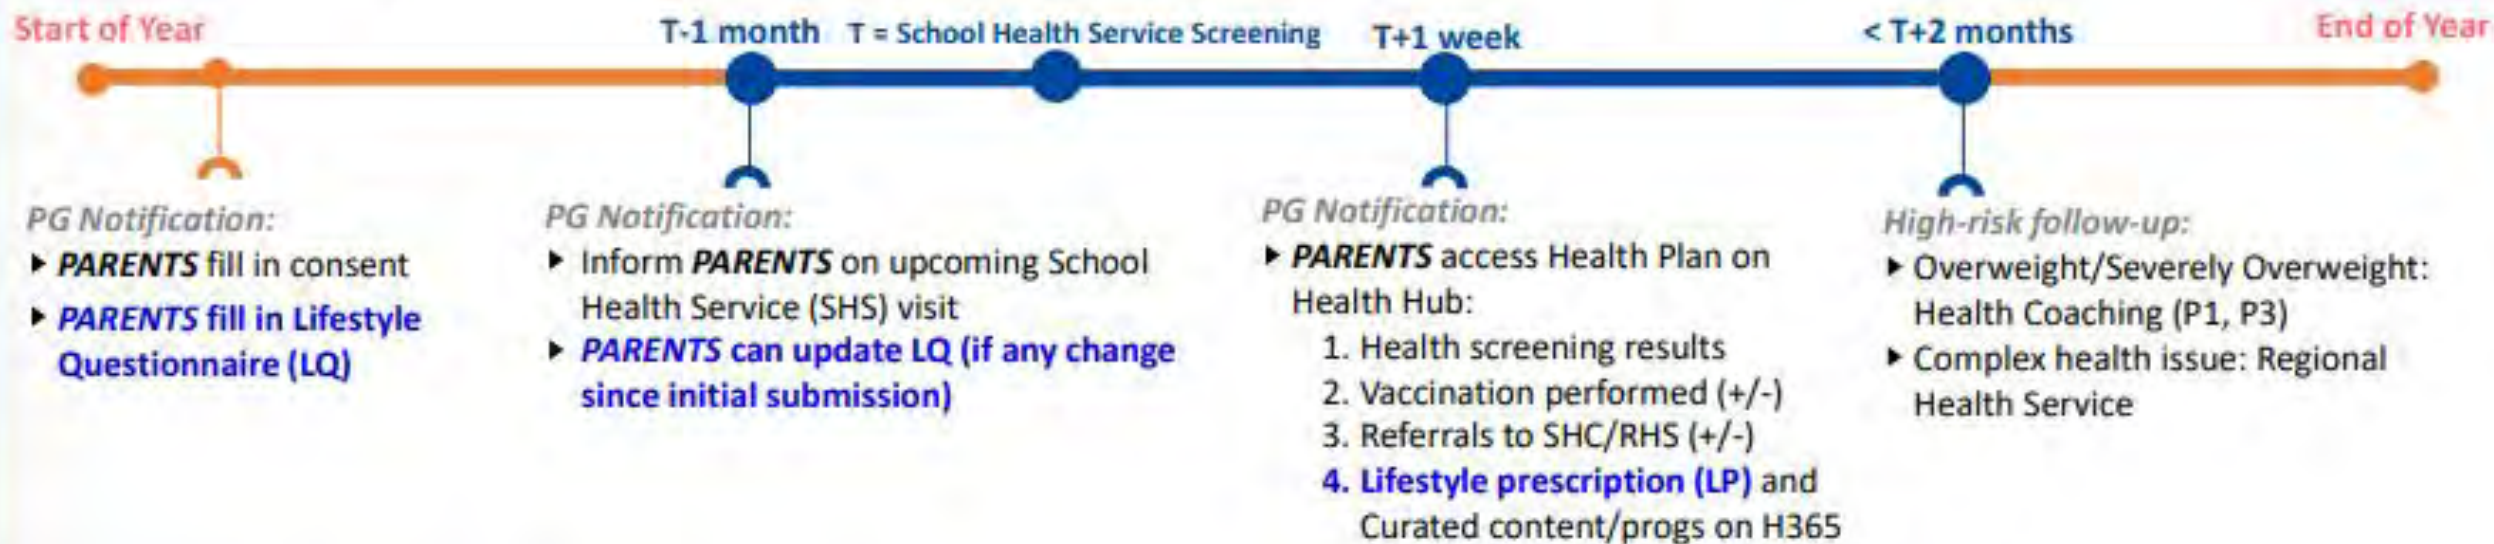 Start of Year
T-1 month
T = School Health Service Screening
T+1 week
< T+2 months
End of Year
PG Notification:
▸ PARENTS fill in consent
▸ PARENTS fill in Lifestyle
Questionnaire (LQ)
PG Notification:
▸ Inform PARENTS on upcoming School
Health Service (SHS) visit
▸ PARENTS can update LQ (if any change
since initial submission)
PG Notification:
▸ PARENTS access Health Plan on
Health Hub:
1. Health screening results
2. Vaccination performed (+/-)
3. Referrals to SHC/RHS (+/-)
4. Lifestyle prescription (LP) and
Curated content/progs on H365
High-risk follow-up:
▸ Overweight/Severely Overweight:
Health Coaching (P1, P3)
▸ Complex health issue: Regional
Health Service